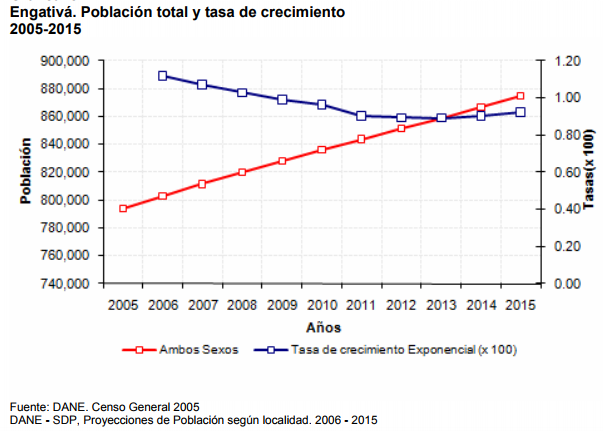 Engativá. Población total y tasa de crecimiento
2005-2015
900,000
880,000
860,000
840,000
820,000
800,000
780,000
760,000
740,000
Población
1.20
1.00
0.80
0.60
0.40
0.20
0.00
Tasas(x 100)
2005 2006 2007 2008 2009 2010 2011 2012 2013 2014 2015
Años
Ambos Sexos Tasa de crecimiento Exponencial (x 100)
Fuente: DANE. Censo General 2005
DANE - SDP, Proyecciones de Población según localidad. 2006 - 2015